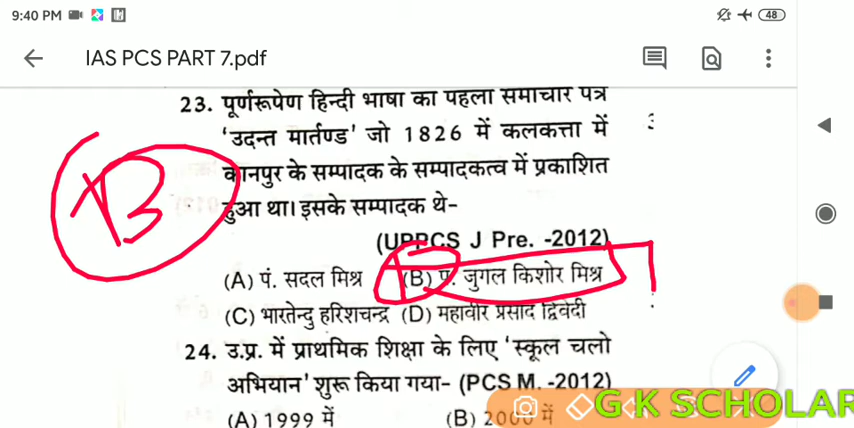 9:40 PM
48
IAS PCS PART 7.pdf
23. पूर्णरूपेण हिन्दी भाषा का पहला समाचार पत्र
'उदन्त मार्तण्ड' जो 1826 में कलकत्ता में
कानपुर के सम्पादक के सम्पादकत्व में प्रकाशित
हुआ था। इसके सम्पादक थे-
(UPPCS J Pre. -2012)
(A) पं. सदल मिश्र (B) पं. जुगल किशोर मिश्र
(C) भारतेन्दु हरिशचन्द्र (D) महावीर प्रसाद द्विवेदी
24. उ.प्र. में प्राथमिक शिक्षा के लिए 'स्कूल चलो
अभियान' शुरू किया गया- (PCS M. -2012)
(A) 1999 में (B) 2000 में
B
G K SCHOLAR